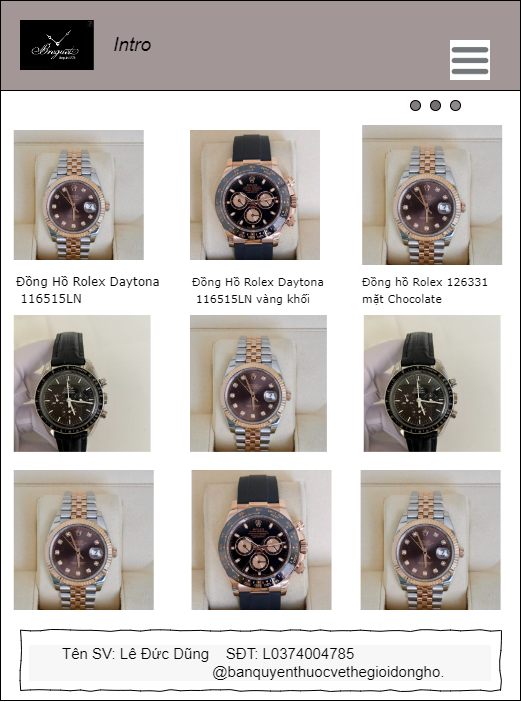 Breguet
Intro
Đồng Hồ Rolex Daytona
116515LN
Đồng Hồ Rolex Daytona
116515LN vàng khối
Đồng hồ Rolex 126331
mặt Chocolate
Tên SV: Lê Đức Dũng SĐT: L0374004785
@banquyenthuocvethegioidongho.